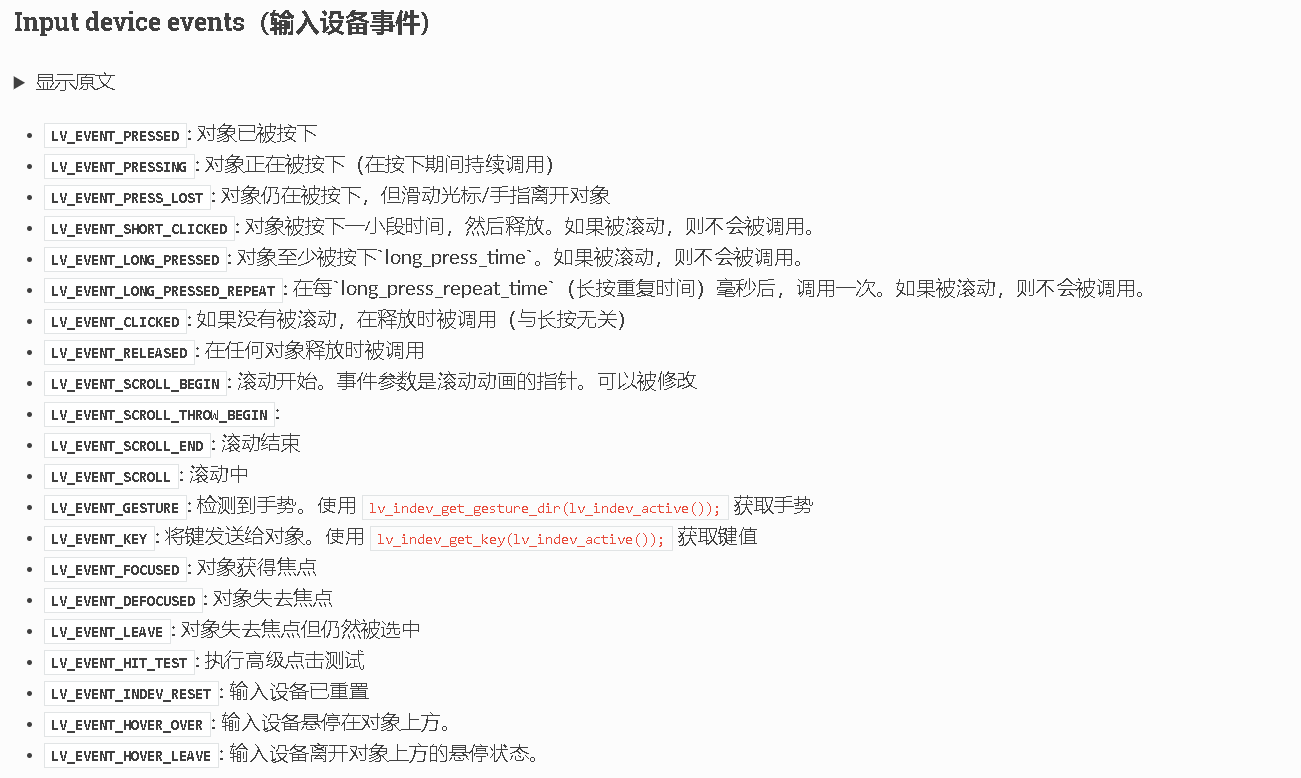 Input device events（输入设备事件）
▶ 显示原文
• LV_EVENT_PRESSED: 对象已被按下
• LV_EVENT_PRESSING: 对象正在被按下（在按下期间持续调用）
• LV_EVENT_PRESS_LOST: 对象仍在被按下，但滑动光标/手指离开对象
• LV_EVENT_SHORT_CLICKED: 对象被按下一小段时间，然后释放。如果被滚动，则不会被调用。
• LV_EVENT_LONG_PRESSED: 对象至少被按下`long_press_time`。如果被滚动，则不会被调用。
• LV_EVENT_LONG_PRESSED_REPEAT: 在每`long_press_repeat_time`（长按重复时间）毫秒后，调用一次。如果被滚动，则不会被调用。
• LV_EVENT_CLICKED: 如果没有被滚动，在释放时被调用（与长按无关）
• LV_EVENT_RELEASED: 在任何对象释放时被调用
• LV_EVENT_SCROLL_BEGIN: 滚动开始。事件参数是滚动动画的指针。可以被修改
• LV_EVENT_SCROLL_THROW_BEGIN:
• LV_EVENT_SCROLL_END: 滚动结束
• LV_EVENT_SCROLL: 滚动中
• LV_EVENT_GESTURE: 检测到手势。使用 lv_indev_get_gesture_dir(lv_indev_active()); 获取手势
• LV_EVENT_KEY: 将键发送给对象。使用 lv_indev_get_key(lv_indev_active()); 获取键值
• LV_EVENT_FOCUSED: 对象获得焦点
• LV_EVENT_DEFOCUSED: 对象失去焦点
• LV_EVENT_LEAVE: 对象失去焦点但仍然被选中
• LV_EVENT_HIT_TEST: 执行高级点击测试
• LV_EVENT_INDEV_RESET: 输入设备已重置
• LV_EVENT_HOVER_OVER: 输入设备悬停在对象上方。
• LV_EVENT_HOVER_LEAVE: 输入设备离开对象上方的悬停状态。